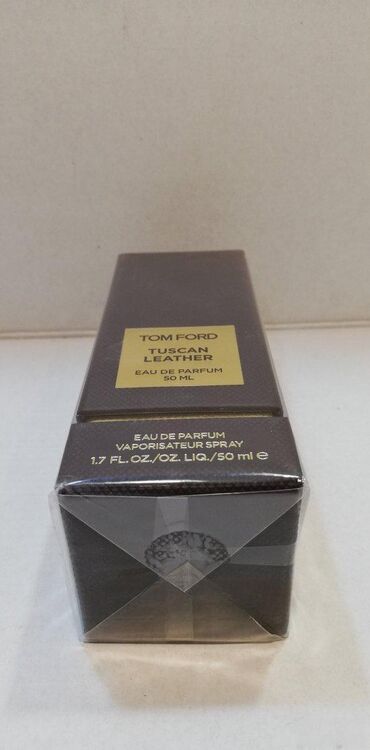 TOM FORD
TUSCAN
LEATHER
EAU DE PARFUM
50 ML
EAU DE PARFUM
VAPORISATEUR SPRAY
1.7 FL.OZ./OZ. LIQ./50 ml ℮